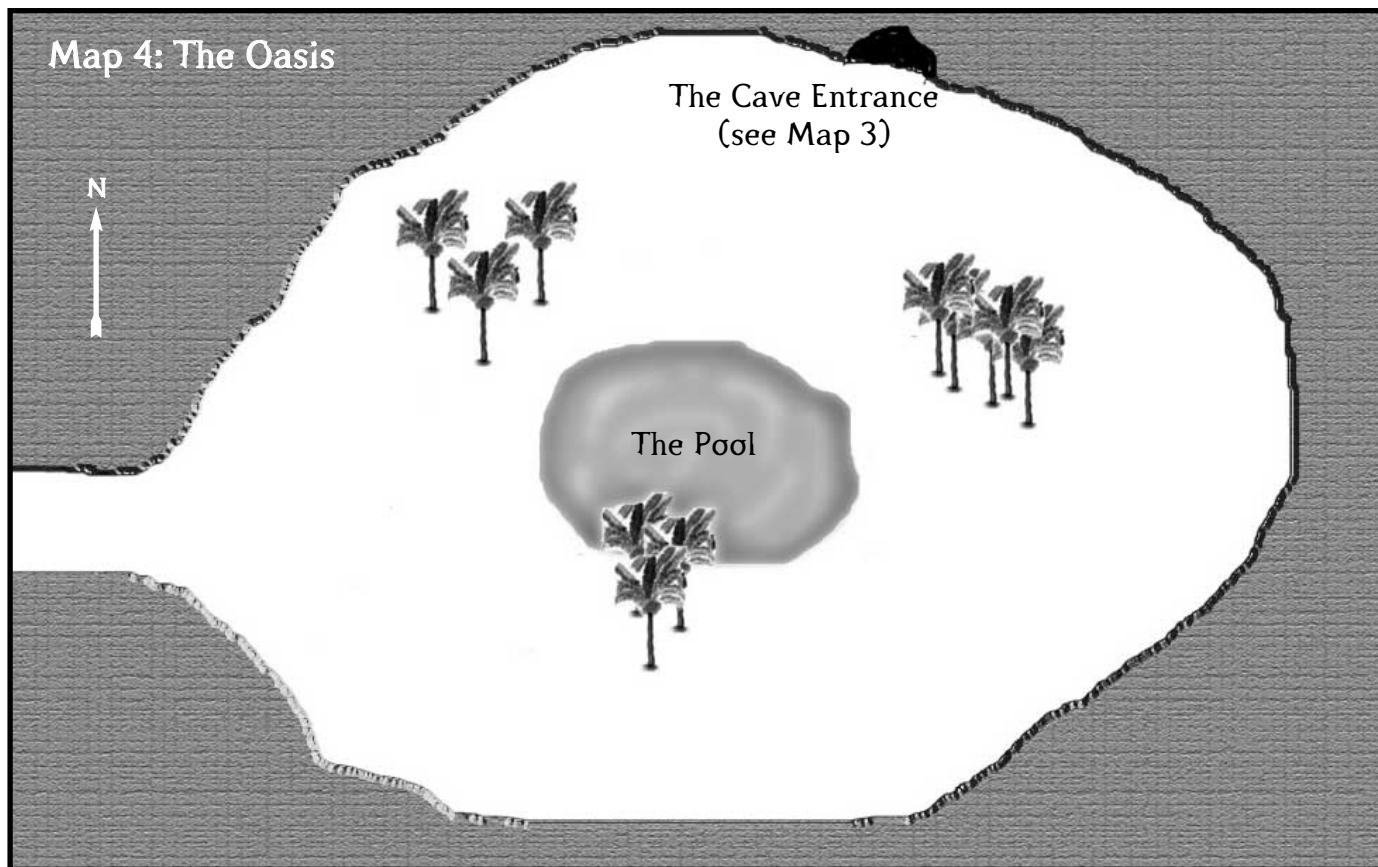 Map 4: The Oasis
The Cave Entrance
(see Map 3)
N
The Pool